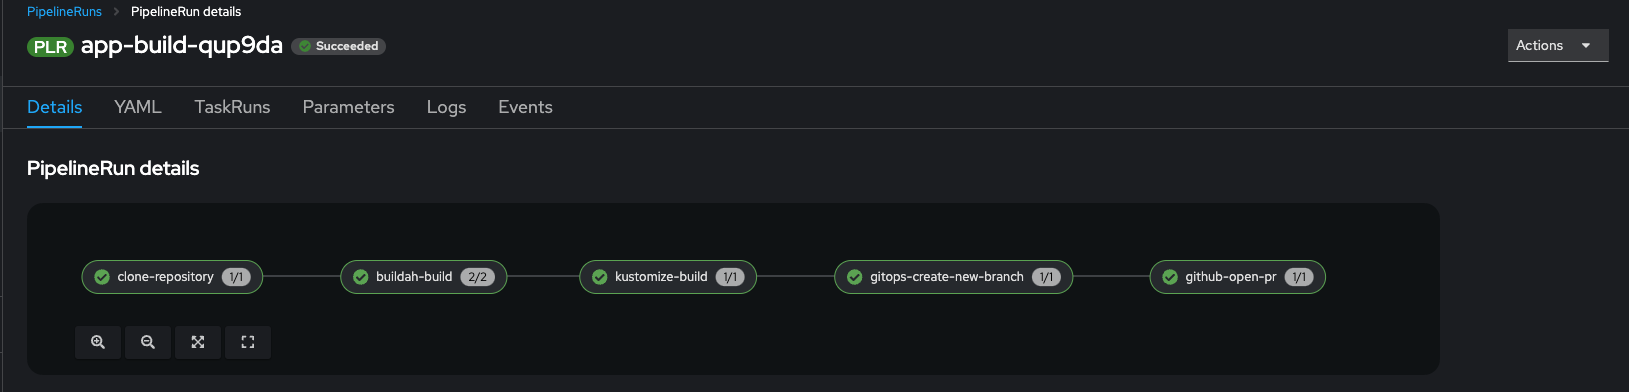 PipelineRuns > PipelineRun details
PLR app-build-qup9da Succeeded
Actions
Details YAML TaskRuns Parameters Logs Events
PipelineRun details
clone-repository 1/1 buildah-build 2/2 kustomize-build 1/1 gitops-create-new-branch 1/1 github-open-pr 1/1